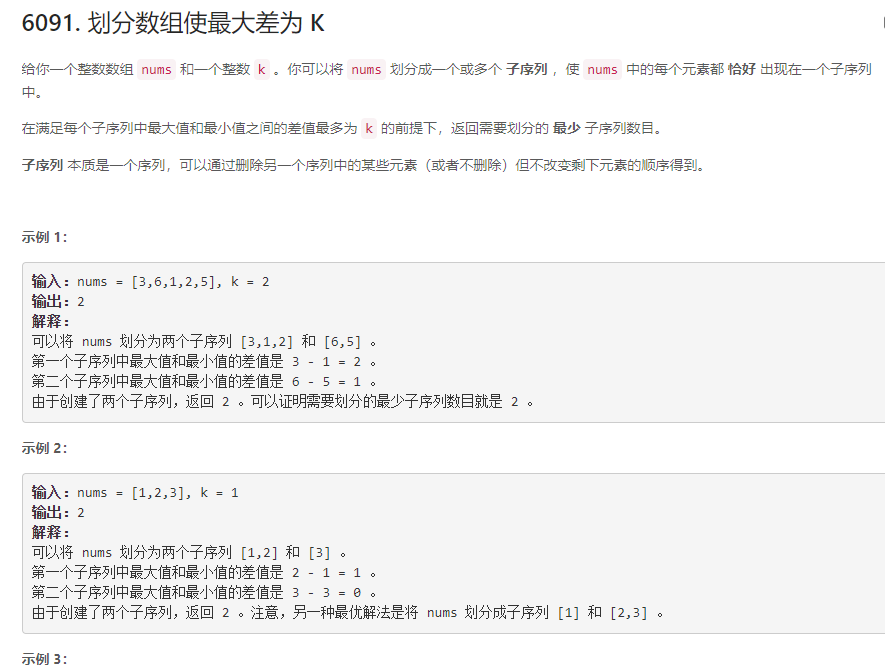 6091. 划分数组使最大差为 K
给你一个整数数组 nums 和一个整数 k 。你可以将 nums 划分成一个或多个 子序列 ，使 nums 中的每个元素都 恰好 出现在一个子序列
中。
在满足每个子序列中最大值和最小值之间的差值最多为 k 的前提下，返回需要划分的 最少 子序列数目。
子序列 本质是一个序列，可以通过删除另一个序列中的某些元素（或者不删除）但不改变剩下元素的顺序得到。
示例 1：
输入：nums = [3,6,1,2,5], k = 2
输出：2
解释：
可以将 nums 划分为两个子序列 [3,1,2] 和 [6,5] 。
第一个子序列中最大值和最小值的差值是 3 - 1 = 2 。
第二个子序列中最大值和最小值的差值是 6 - 5 = 1 。
由于创建了两个子序列，返回 2 。可以证明需要划分的最少子序列数目就是 2 。
示例 2：
输入：nums = [1,2,3], k = 1
输出：2
解释：
可以将 nums 划分为两个子序列 [1,2] 和 [3] 。
第一个子序列中最大值和最小值的差值是 2 - 1 = 1 。
第二个子序列中最大值和最小值的差值是 3 - 3 = 0 。
由于创建了两个子序列，返回 2 。注意，另一种最优解法是将 nums 划分成子序列 [1] 和 [2,3] 。
示例 3：